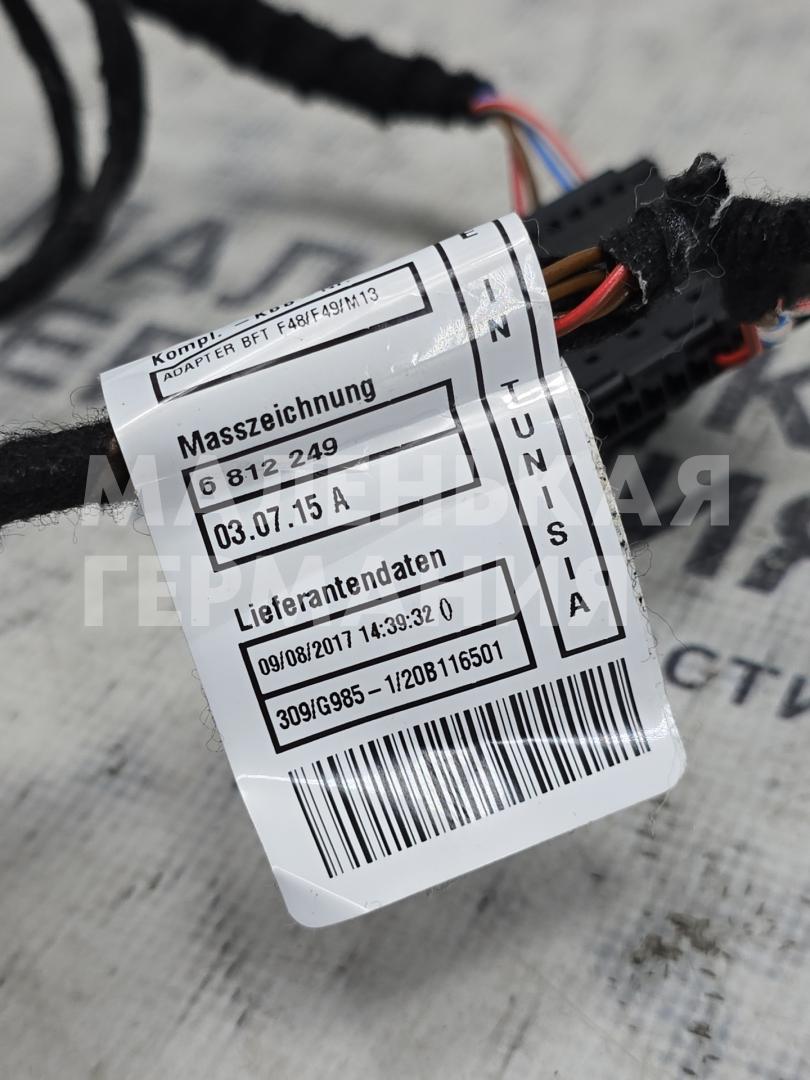 Kompl. –
ADAPTER BFT F48/F49/M13
Masszeichnung
6 812 249
03.07.15 A
Lieferantendaten
09/08/2017 14:39:32 ()
309/G985-1/20B116501
E IN TUNISIA
МАЛЕНЬКАЯ
ГЕРМАНИЯ